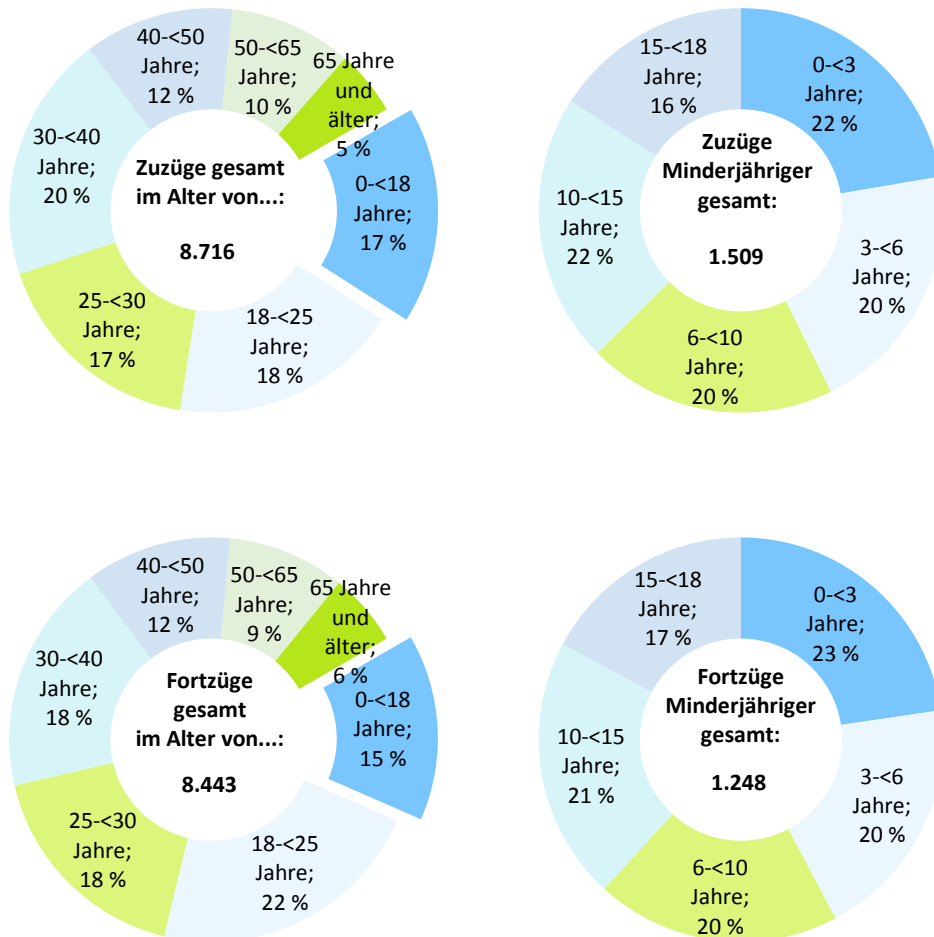 40-<50
Jahre;
12 %
50-<65
Jahre;
10 %
65 Jahre
und
älter;
5 %
0-<18
Jahre;
17 %
18-<25
Jahre;
18 %
25-<30
Jahre;
17 %
30-<40
Jahre;
20 %
Zuzüge gesamt
im Alter von...:
8.716
15-<18
Jahre;
16 %
0-<3
Jahre;
22 %
3-<6
Jahre;
20 %
6-<10
Jahre;
20 %
10-<15
Jahre;
22 %
Zuzüge
Minderjähriger
gesamt:
1.509
40-<50
Jahre;
12 %
50-<65
Jahre;
9 %
65 Jahre
und
älter;
6 %
0-<18
Jahre;
15 %
18-<25
Jahre;
22 %
25-<30
Jahre;
18 %
30-<40
Jahre;
18 %
Fortzüge
gesamt
im Alter von...:
8.443
15-<18
Jahre;
17 %
0-<3
Jahre;
23 %
3-<6
Jahre;
20 %
6-<10
Jahre;
20 %
10-<15
Jahre;
21 %
Fortzüge
Minderjähriger
gesamt:
1.248